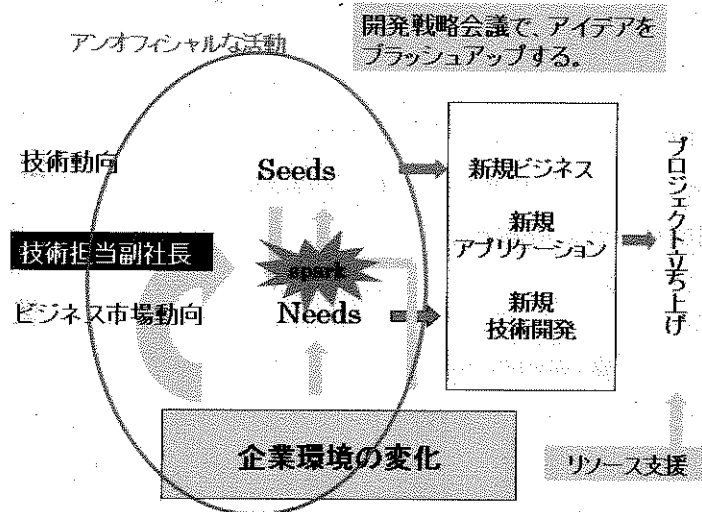 アンオフィシャルな活動
開発戦略会議で、アイデアを
ブラッシュアップする。
技術動向
Seeds
新規ビジネス
プロジェクト立ち上げ
技術担当副社長
spark
新規
アプリケーション
ビジネス市場動向
Needs
新規
技術開発
企業環境の変化
リソース支援